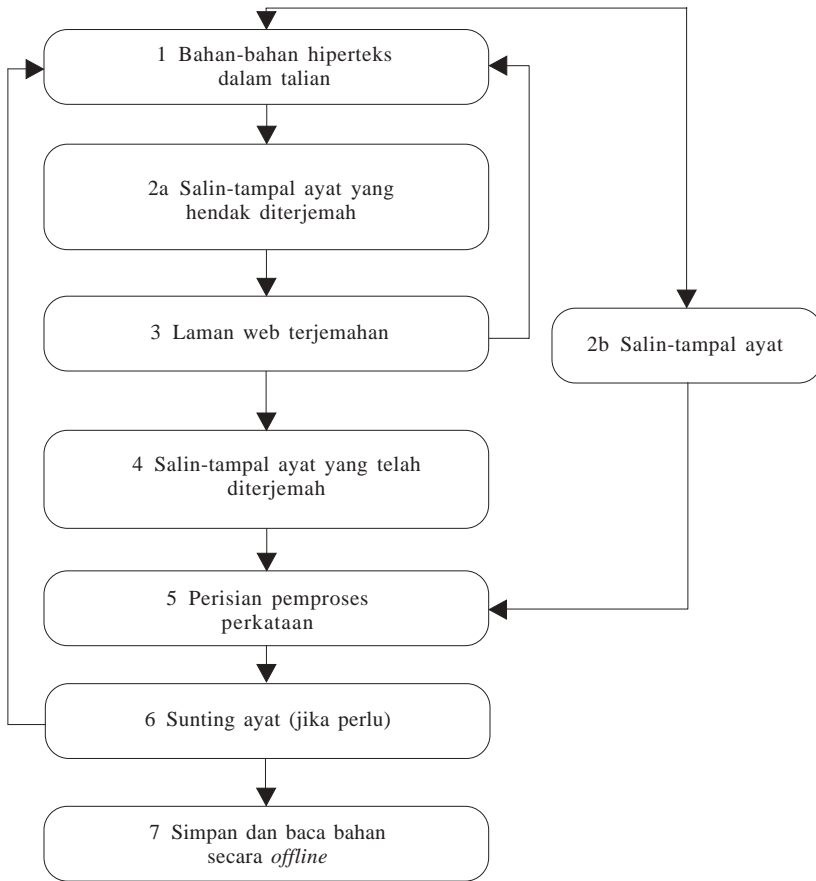 1 Bahan-bahan hiperteks
dalam talian
2a Salin-tampal ayat yang
hendak diterjemah
3 Laman web terjemahan
2b Salin-tampal ayat
4 Salin-tampal ayat yang telah
diterjemah
5 Perisian pemproses
perkataan
6 Sunting ayat (jika perlu)
7 Simpan dan baca bahan
secara offline